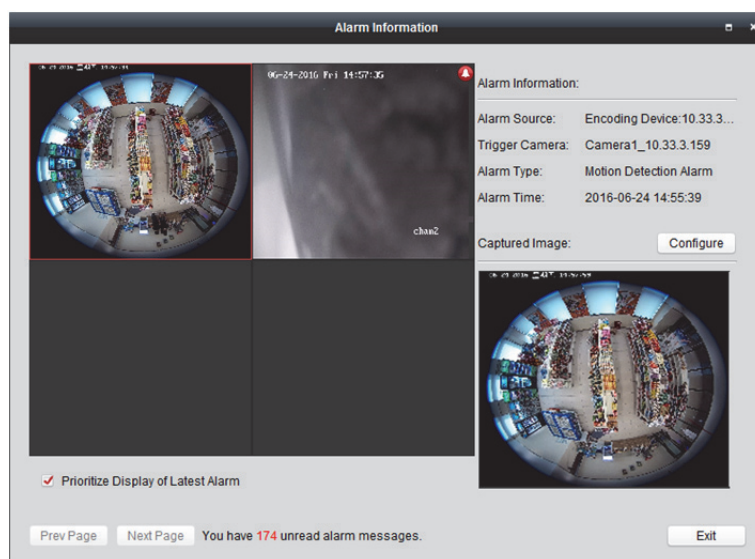 Alarm Information
06-24-2016 Fri 14:57:35
cham2
Alarm Information:
Alarm Source: Encoding Device:10.33.3...
Trigger Camera: Camera1_10.33.3.159
Alarm Type: Motion Detection Alarm
Alarm Time: 2016-06-24 14:55:39
Captured Image: Configure
Prioritize Display of Latest Alarm
Prev Page Next Page You have 174 unread alarm messages. Exit